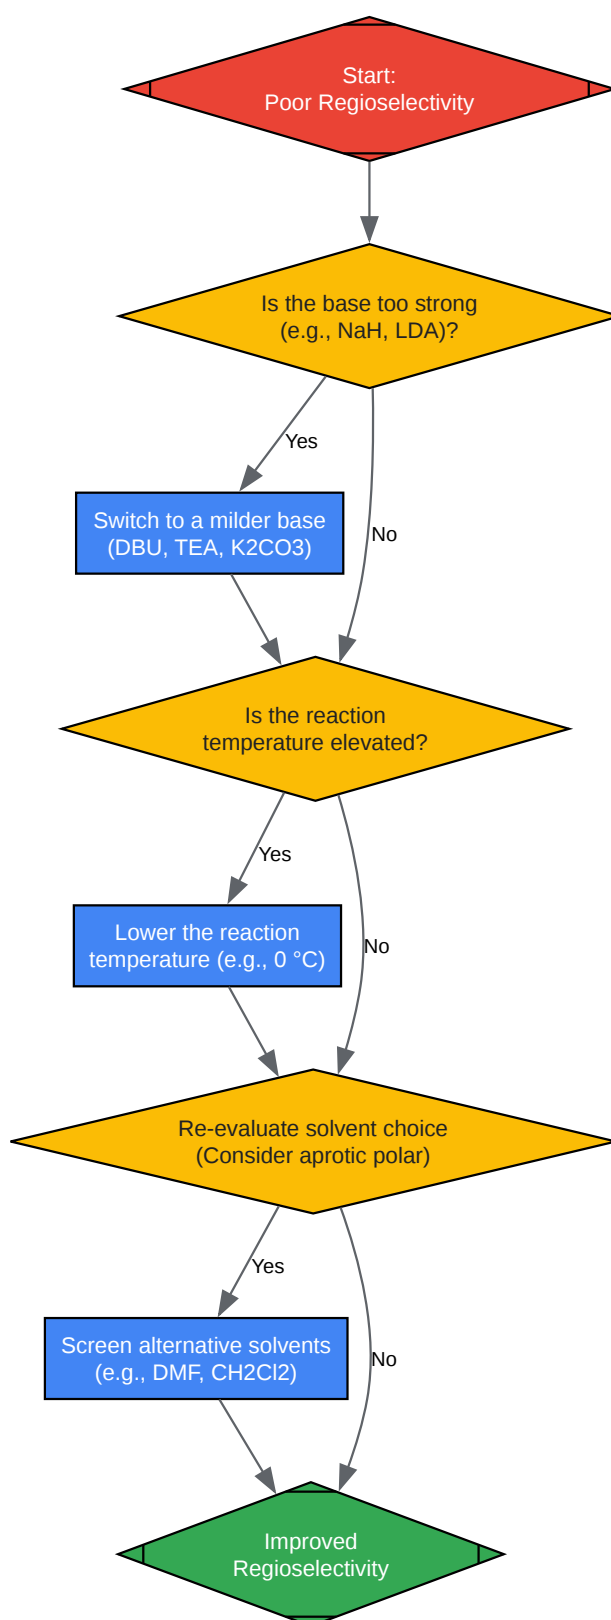 Start:
Poor Regioselectivity
Is the base too strong
(e.g., NaH, LDA)?
Yes
Switch to a milder base
(DBU, TEA, K2CO3)
No
Is the reaction
temperature elevated?
Yes
Lower the reaction
temperature (e.g., 0 °C)
No
Re-evaluate solvent choice
(Consider aprotic polar)
Yes
Screen alternative solvents
(e.g., DMF, CH2Cl2)
No
Improved
Regioselectivity